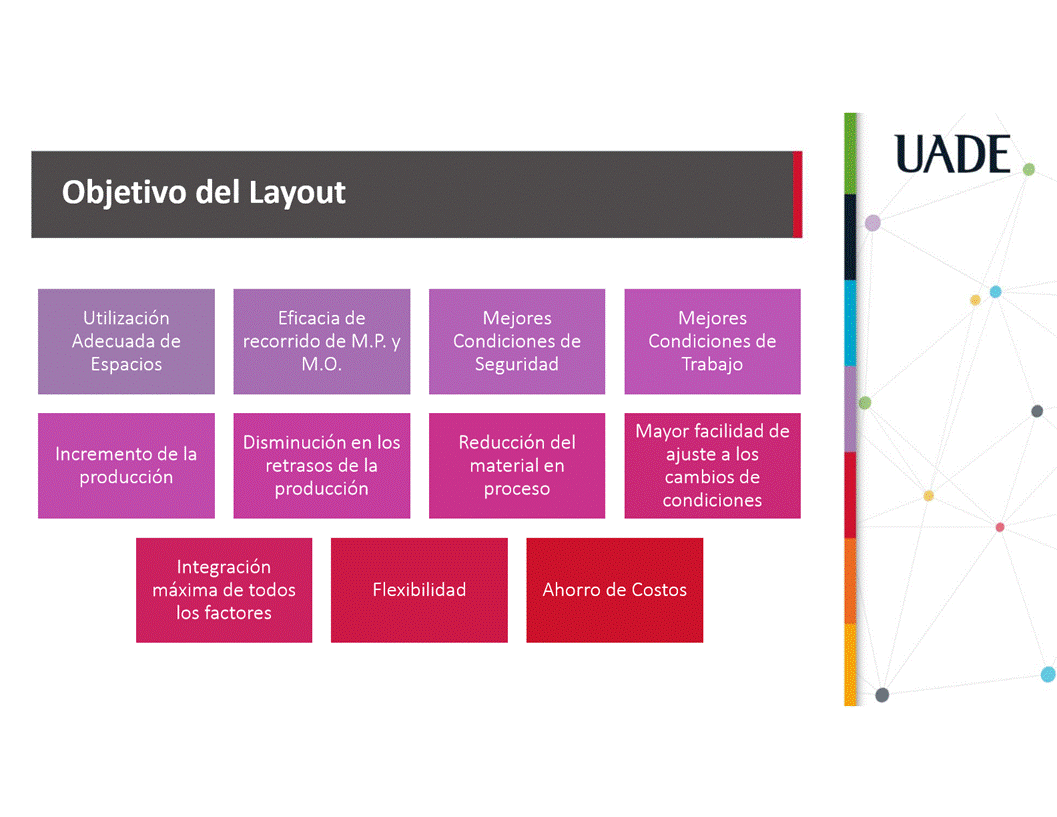 UADE
Objetivo del Layout
Utilización
Adecuada de
Espacios
Eficacia de
recorrido de M.P. y
M.O.
Mejores
Condiciones de
Seguridad
Mejores
Condiciones de
Trabajo
Incremento de la
producción
Disminución en los
retrasos de la
producción
Reducción del
material en
proceso
Mayor facilidad de
ajuste a los
cambios de
condiciones
Integración
máxima de todos
los factores
Flexibilidad
Ahorro de Costos